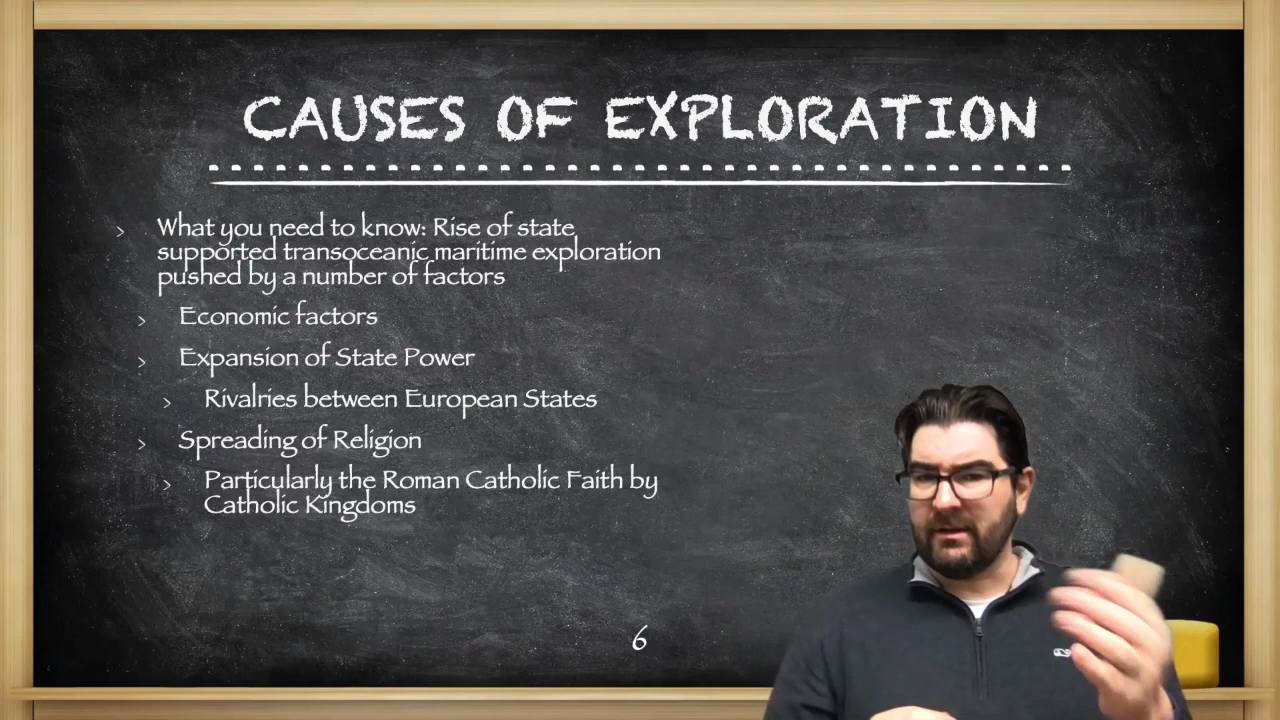 CAUSES OF EXPLORATION
What you need to know: Rise of state
supported transoceanic maritime exploration
pushed by a number of factors
Economic factors
Expansion of State Power
Rivalries between European States
Spreading of Religion
Particularly the Roman Catholic Faith by
Catholic Kingdoms
6